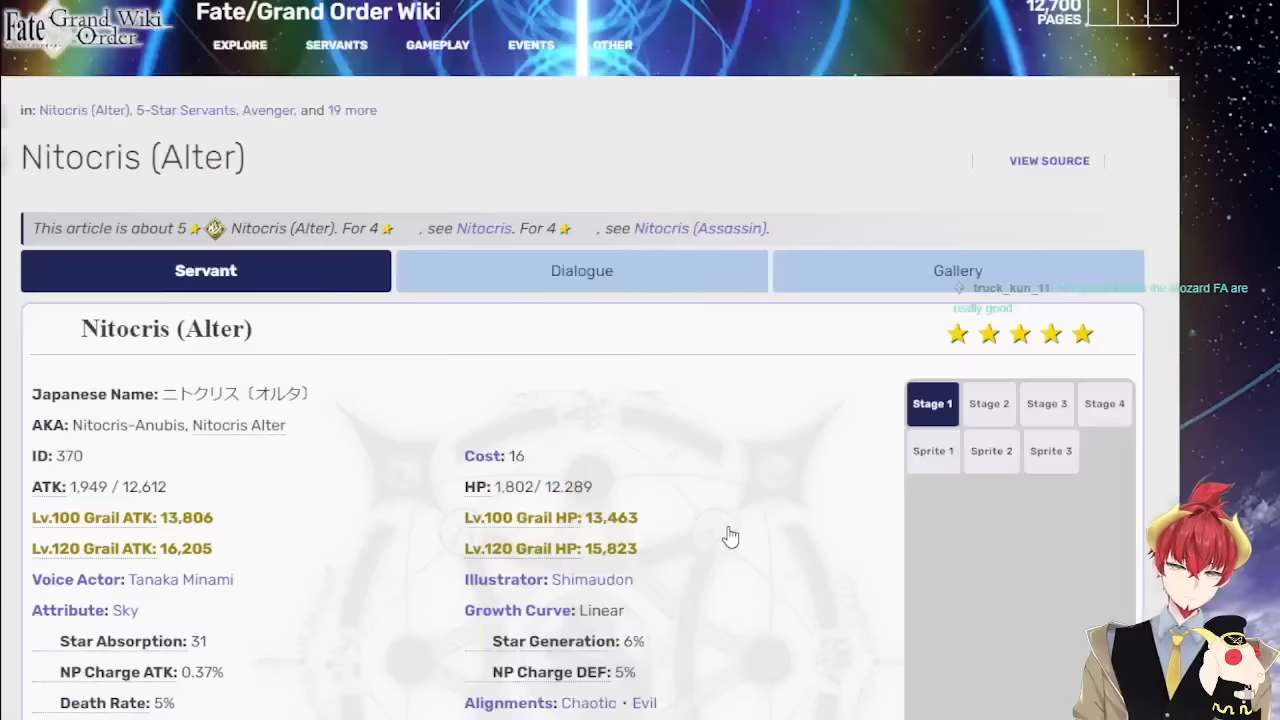 Fate Grand Wiki Order
Fate/Grand Order Wiki
12,700
PAGES
EXPLORE SERVANTS GAMEPLAY EVENTS OTHER
in: Nitocris (Alter), 5-Star Servants, Avenger, and 19 more
Nitocris (Alter)
VIEW SOURCE
This article is about 5★ Nitocris (Alter). For 4★ , see Nitocris. For 4★ , see Nitocris (Assassin).
Servant Dialogue Gallery
truck_kun_11 the Mozard FA are
really good
Nitocris (Alter)
Japanese Name: ニトクリス〔オルタ〕
AKA: Nitocris-Anubis, Nitocris Alter
ID: 370 Cost: 16
ATK: 1,949 / 12,612 HP: 1,802/ 12,289
Lv.100 Grail ATK: 13,806 Lv.100 Grail HP: 13,463
Lv.120 Grail ATK: 16,205 Lv.120 Grail HP: 15,823
Voice Actor: Tanaka Minami Illustrator: Shimaudon
Attribute: Sky Growth Curve: Linear
Star Absorption: 31 Star Generation: 6%
NP Charge ATK: 0.37% NP Charge DEF: 5%
Death Rate: 5% Alignments: Chaotic・Evil
Stage 1 Stage 2 Stage 3 Stage 4
Sprite 1 Sprite 2 Sprite 3